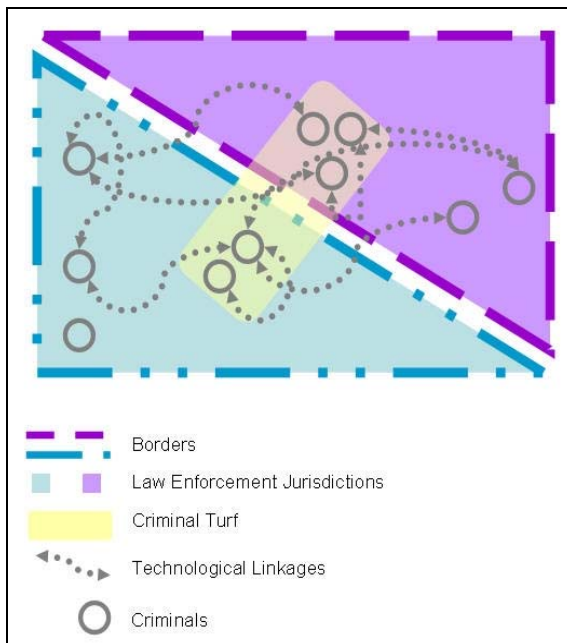 Borders
Law Enforcement Jurisdictions
Criminal Turf
Technological Linkages
Criminals